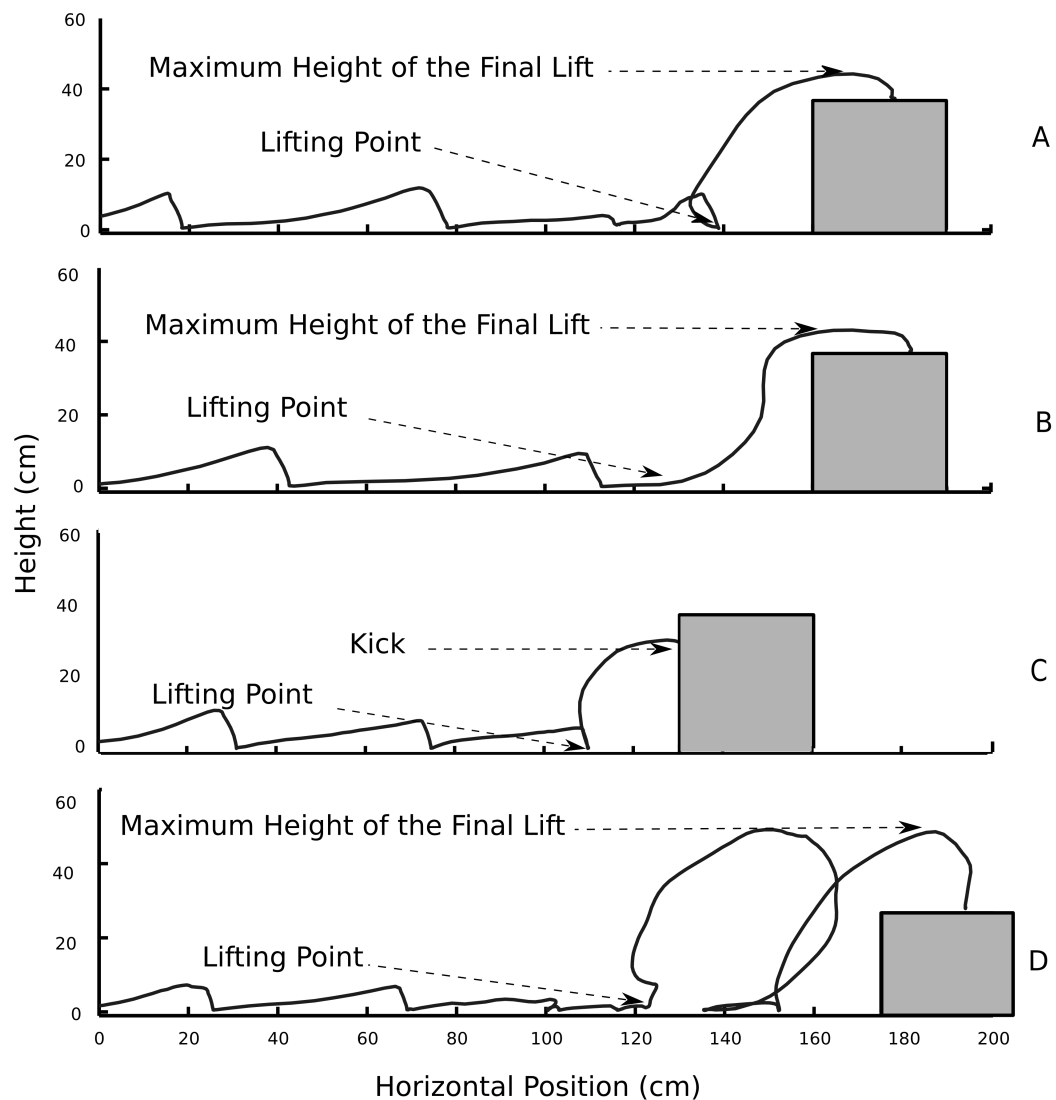 60
Maximum Height of the Final Lift
40
A
Lifting Point
20
0
60
Maximum Height of the Final Lift
40
Lifting Point
B
20
0
Height (cm)
60
40
Kick
C
20
Lifting Point
0
60
Maximum Height of the Final Lift
40
20
Lifting Point
D
0
0 20 40 60 80 100 120 140 160 180 200
Horizontal Position (cm)